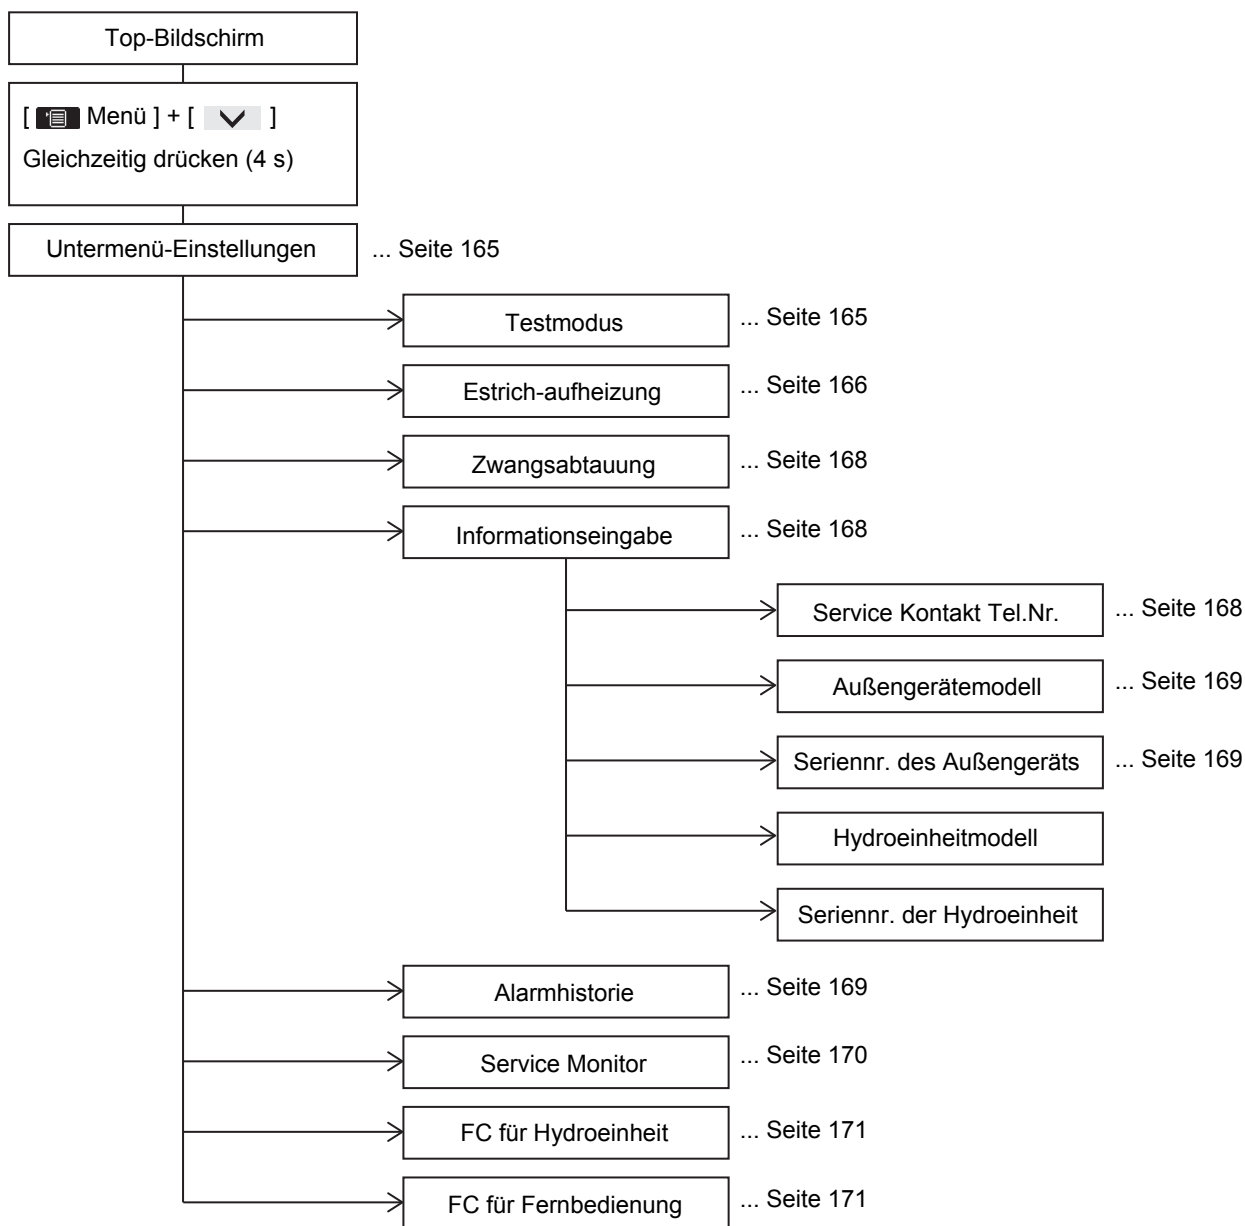 Top-Bildschirm
[ Menü ] + [ ]
Gleichzeitig drücken (4 s)
Untermenü-Einstellungen ... Seite 165
Testmodus ... Seite 165
Estrich-aufheizung ... Seite 166
Zwangsabtauung ... Seite 168
Informationseingabe ... Seite 168
Service Kontakt Tel.Nr. ... Seite 168
Außengerätemodell ... Seite 169
Seriennr. des Außengeräts ... Seite 169
Hydroeinheitmodell
Seriennr. der Hydroeinheit
Alarmhistorie ... Seite 169
Service Monitor ... Seite 170
FC für Hydroeinheit ... Seite 171
FC für Fernbedienung ... Seite 171